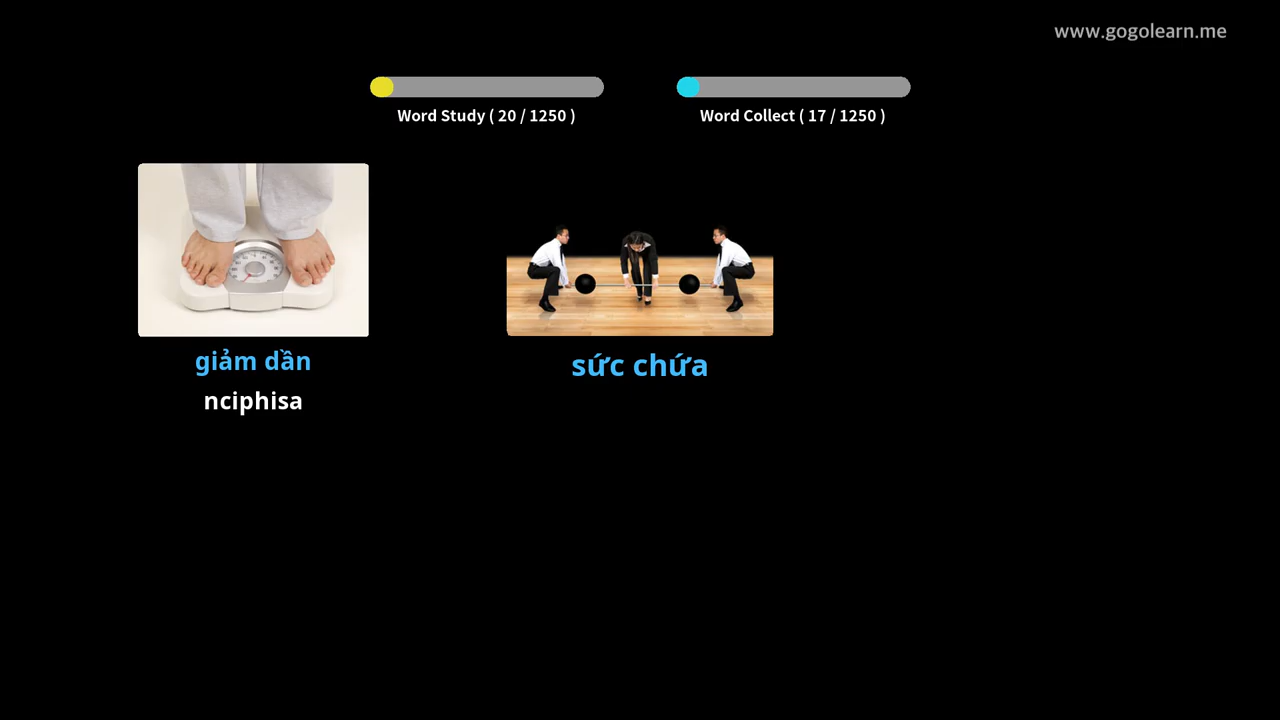 www.gogolearn.me
Word Study ( 20 / 1250 )
Word Collect ( 17 / 1250 )
giảm dần
nciphisa
sức chứa